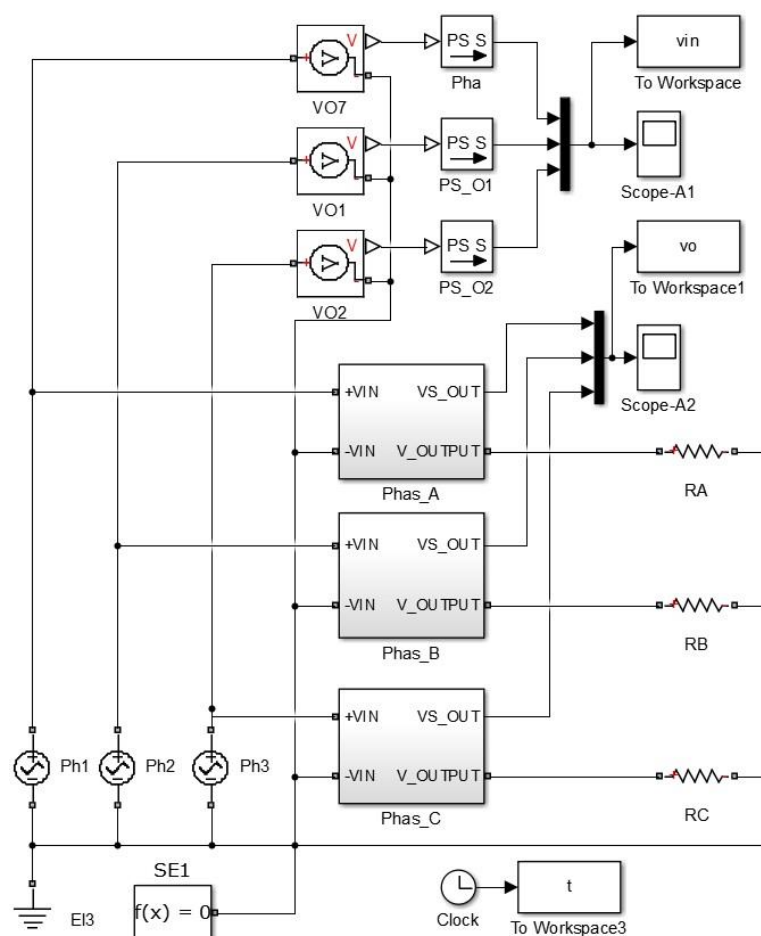 V
PS S
vin
VO7
Pha
To Workspace
V
PS S
VO1
PS_O1
Scope-A1
V
PS S
vo
VO2
PS_O2
To Workspace1
+VIN VS_OUT
-VIN V_OUTPUT
Scope-A2
Phas_A
RA
+VIN VS_OUT
-VIN V_OUTPUT
Phas_B
RB
+VIN VS_OUT
-VIN V_OUTPUT
Ph1
Ph2
Ph3
Phas_C
RC
SE1
f(x) = 0
El3
Clock
t
To Workspace3